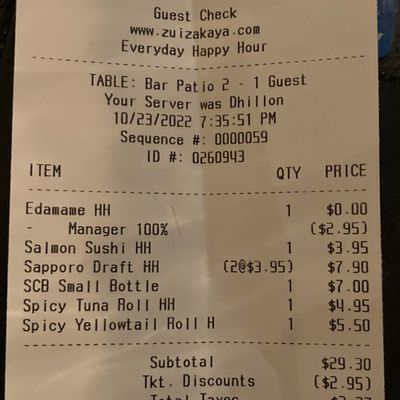 Guest Check
www.zuizakaya.com
Everyday Happy Hour
TABLE: Bar Patio 2 - 1 Guest
Your Server was Dhillon
10/23/2022 7:35:51 PM
Sequence #: 0000059
ID #: 0260943
ITEM QTY PRICE
Edamame HH 1 $0.00
- Manager 100% ($2.95)
Salmon Sushi HH 1 $3.95
Sapporo Draft HH (2@$3.95) $7.90
SCB Small Bottle 1 $7.00
Spicy Tuna Roll HH 1 $4.95
Spicy Yellowtail Roll H 1 $5.50
Subtotal $29.30
Tkt. Discounts ($2.95)
Total Taxes